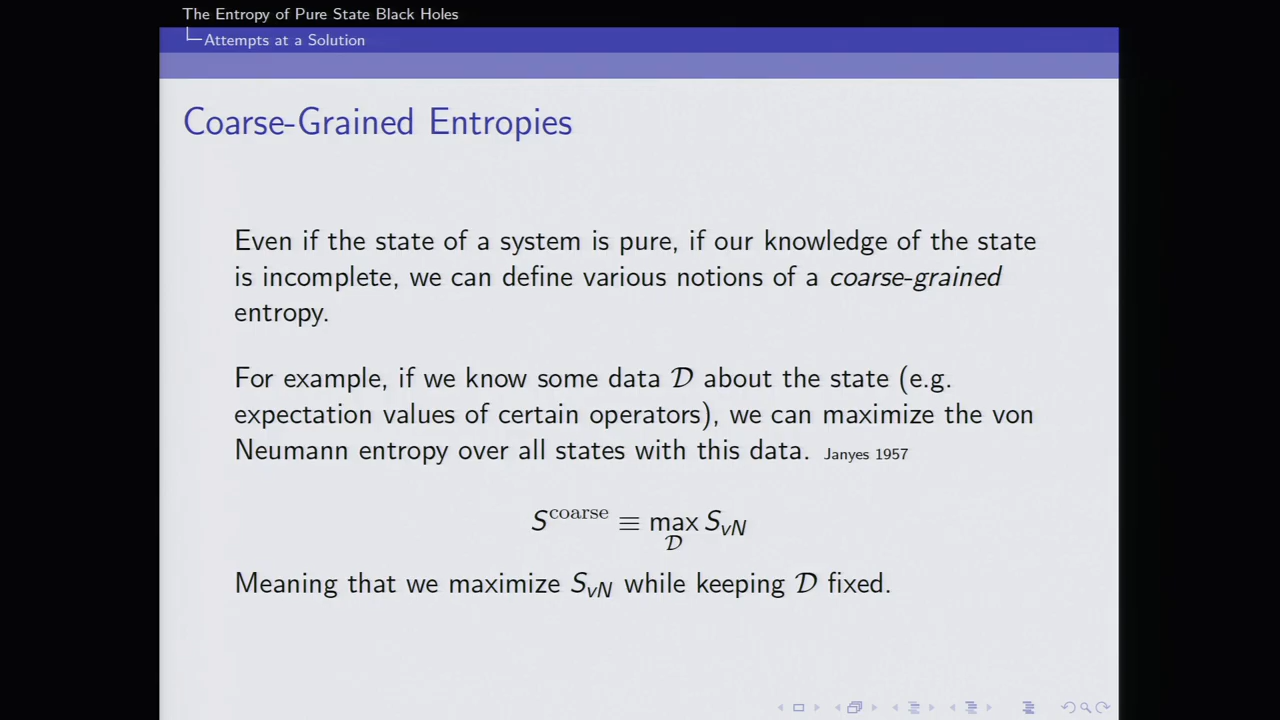 The Entropy of Pure State Black Holes
Attempts at a Solution
Coarse-Grained Entropies
Even if the state of a system is pure, if our knowledge of the state
is incomplete, we can define various notions of a coarse-grained
entropy.
For example, if we know some data 𝒟 about the state (e.g.
expectation values of certain operators), we can maximize the von
Neumann entropy over all states with this data. Janyes 1957
S^coarse ≡ max_𝒟 S_vN
Meaning that we maximize S_vN while keeping 𝒟 fixed.